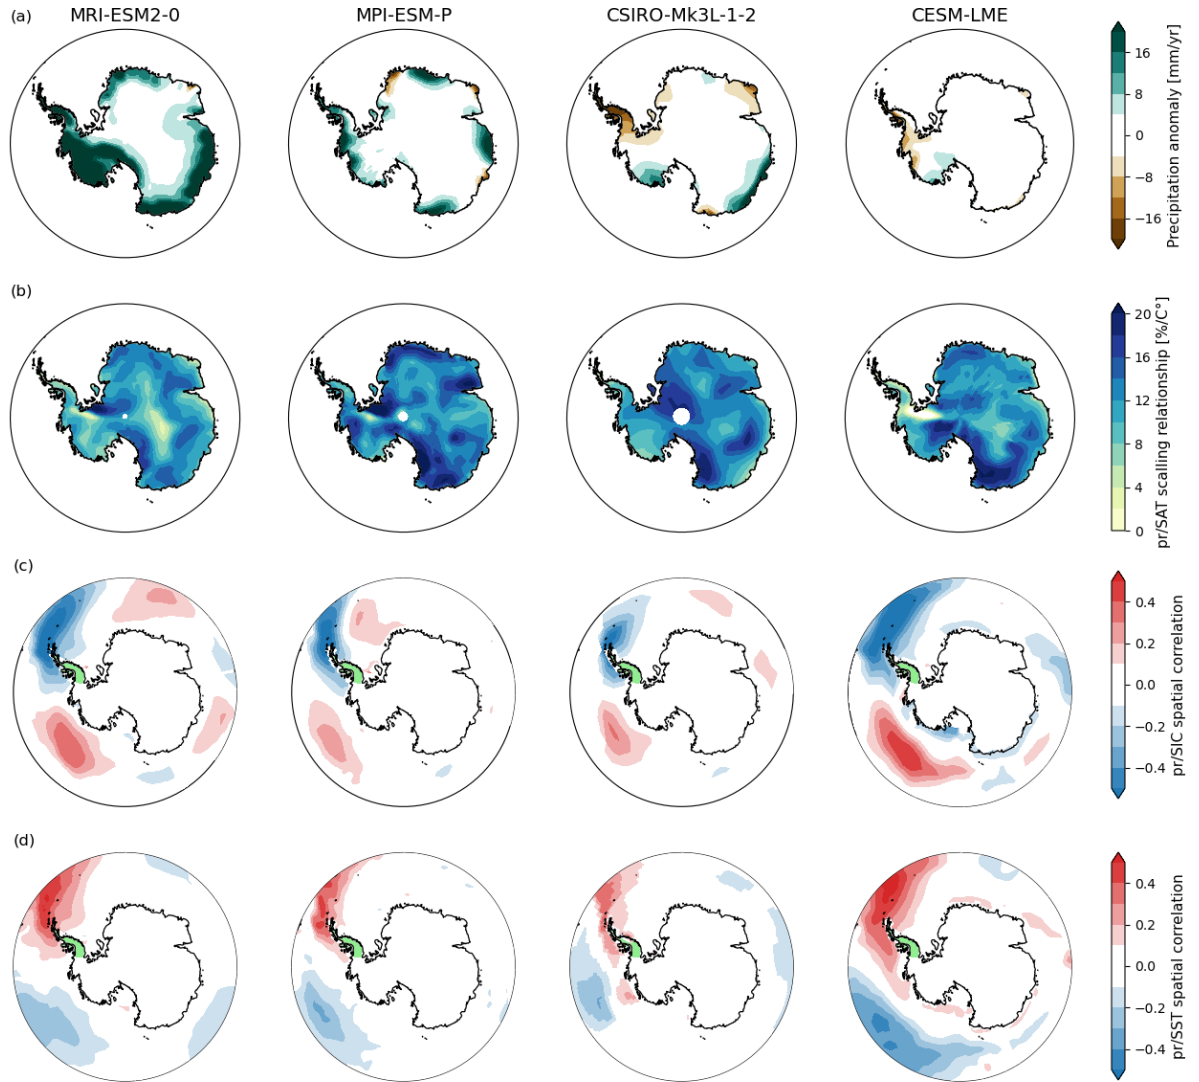 (a)
MRI-ESM2-0
MPI-ESM-P
CSIRO-Mk3L-1-2
CESM-LME
16
8
0
−8
−16
Precipitation anomaly [mm/yr]
(b)
20
16
12
8
4
0
pr/SAT scalling relationship [%/C°]
(c)
0.4
0.2
0.0
−0.2
−0.4
pr/SIC spatial correlation
(d)
0.4
0.2
0.0
−0.2
−0.4
pr/SST spatial correlation